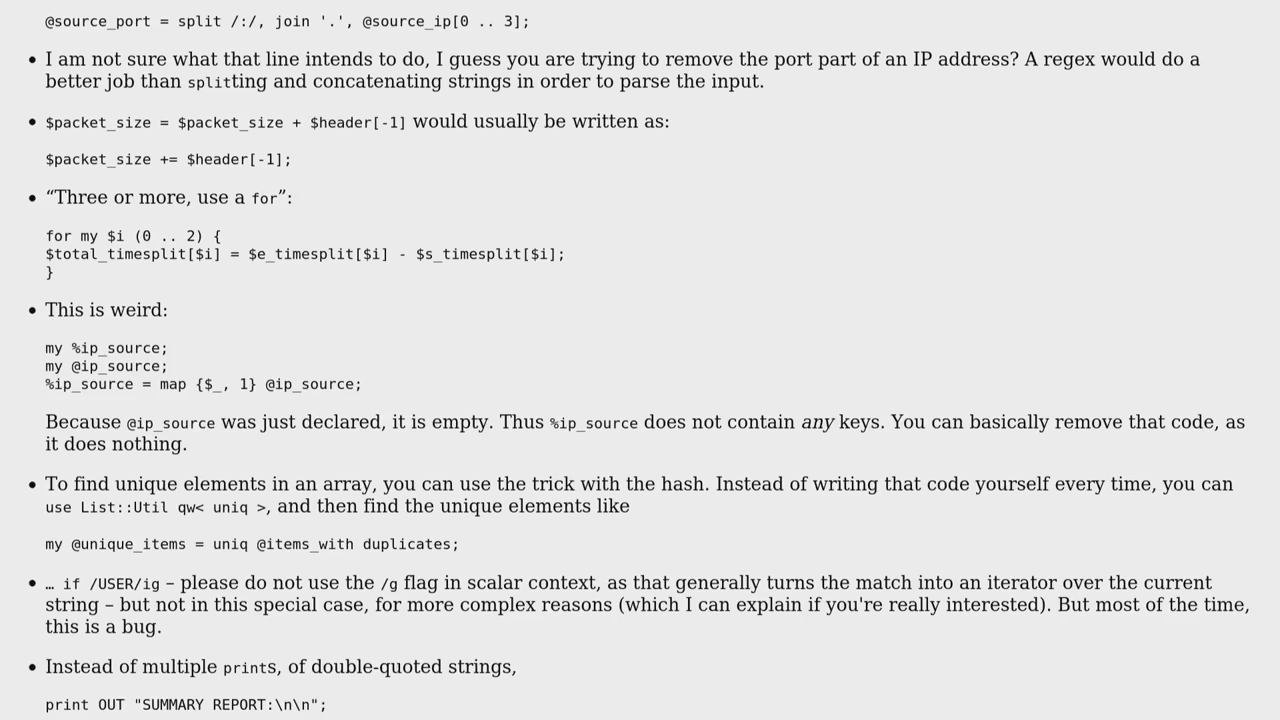 @source_port = split /:/, join '.', @source_ip[0 .. 3];
• I am not sure what that line intends to do, I guess you are trying to remove the port part of an IP address? A regex would do a
better job than splitting and concatenating strings in order to parse the input.
• $packet_size = $packet_size + $header[-1] would usually be written as:
$packet_size += $header[-1];
• “Three or more, use a for”:
for my $i (0 .. 2) {
$total_timesplit[$i] = $e_timesplit[$i] - $s_timesplit[$i];
}
• This is weird:
my %ip_source;
my @ip_source;
%ip_source = map {$_, 1} @ip_source;
Because @ip_source was just declared, it is empty. Thus %ip_source does not contain any keys. You can basically remove that code, as
it does nothing.
• To find unique elements in an array, you can use the trick with the hash. Instead of writing that code yourself every time, you can
use List::Util qw< uniq >, and then find the unique elements like
my @unique_items = uniq @items_with duplicates;
• … if /USER/ig – please do not use the /g flag in scalar context, as that generally turns the match into an iterator over the current
string – but not in this special case, for more complex reasons (which I can explain if you're really interested). But most of the time,
this is a bug.
• Instead of multiple prints, of double-quoted strings,
print OUT "SUMMARY REPORT:\n\n";